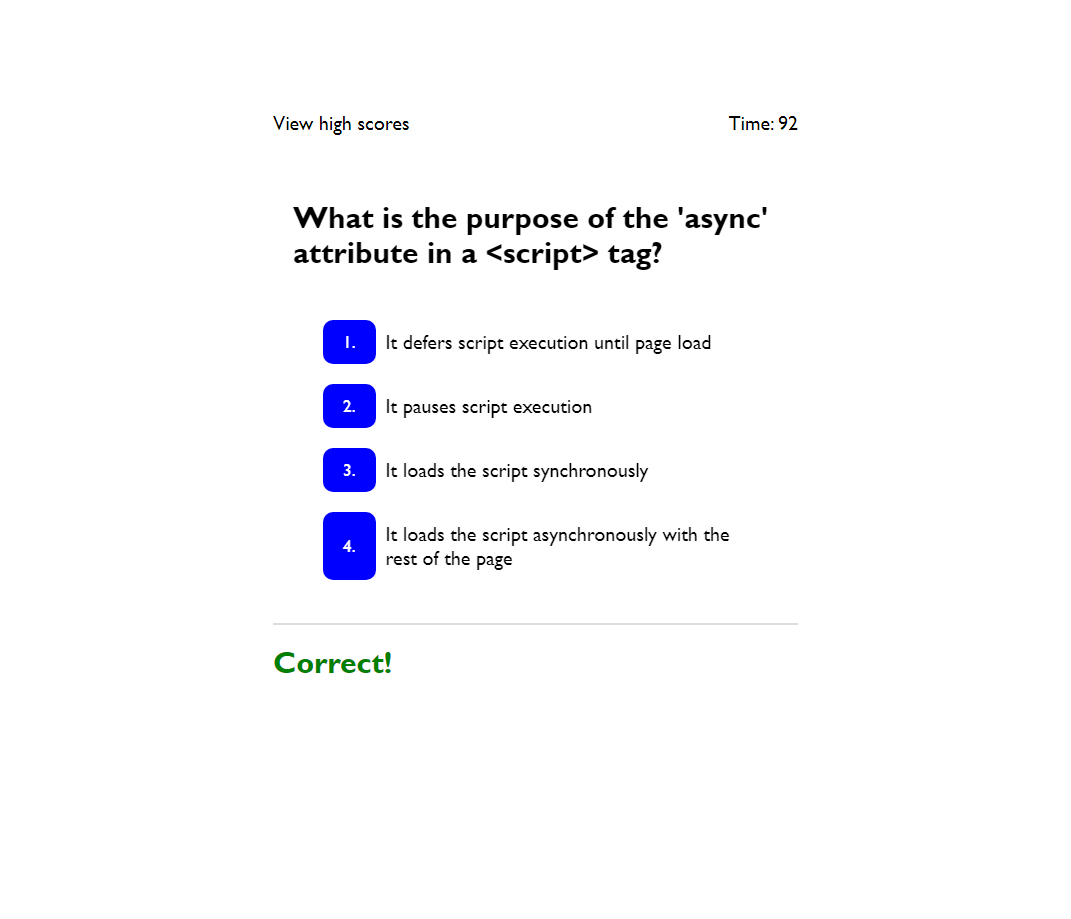 View high scores
Time: 92
What is the purpose of the 'async'
attribute in a <script> tag?
1. It defers script execution until page load
2. It pauses script execution
3. It loads the script synchronously
4. It loads the script asynchronously with the
rest of the page
Correct!